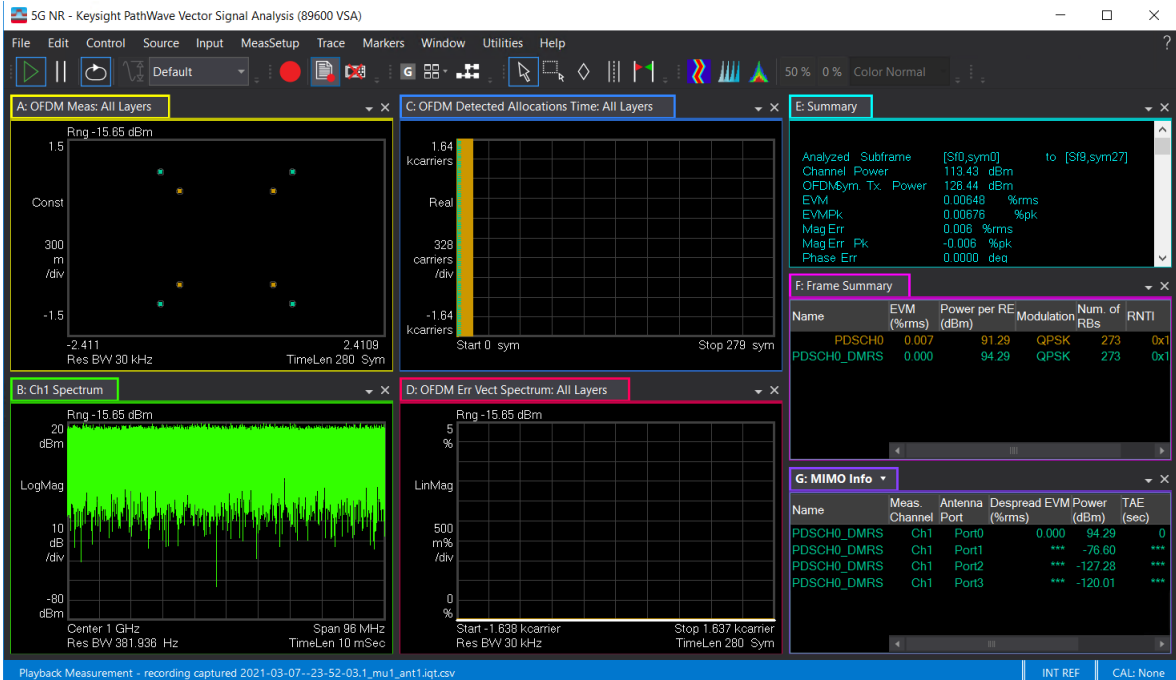 5G NR - Keysight PathWave Vector Signal Analysis (89600 VSA)
File Edit Control Source Input MeasSetup Trace Markers Window Utilities Help ?
Default G 50 % 0 % Color Normal
A: OFDM Meas: All Layers
Rng -15.65 dBm
1.5
Const
300
m
/div
-1.5
-2.411 2.4109
Res BW 30 kHz TimeLen 280 Sym
B: Ch1 Spectrum
Rng -15.65 dBm
20
dBm
LogMag
10
dB
/div
-80
dBm
Center 1 GHz Span 96 MHz
Res BW 381.936 Hz TimeLen 10 mSec
C: OFDM Detected Allocations Time: All Layers
1.64
kcarriers
Real
328
carriers
/div
-1.64
kcarriers
Start 0 sym Stop 279 sym
D: OFDM Err Vect Spectrum: All Layers
Rng -15.65 dBm
5
%
LinMag
500
m%
/div
0
%
Start -1.638 kcarrier Stop 1.637 kcarrier
Res BW 30 kHz TimeLen 280 Sym
E: Summary
Analyzed Subframe [Sf0,sym0] to [Sf9,sym27]
Channel Power 113.43 dBm
OFDMSym. Tx. Power 126.44 dBm
EVM 0.00648 %rms
EVMPk 0.00676 %pk
Mag Err 0.006 %rms
Mag Err Pk -0.006 %pk
Phase Err 0.0000 deg
F: Frame Summary
Name EVM (%rms) Power per RE (dBm) Modulation Num. of RBs RNTI
PDSCH0 0.007 91.29 QPSK 273 0x1
PDSCH0_DMRS 0.000 94.29 QPSK 273 0x1
G: MIMO Info
Name Meas. Channel Antenna Port Despread EVM (%rms) Power (dBm) TAE (sec)
PDSCH0_DMRS Ch1 Port0 0.000 94.29 0
PDSCH0_DMRS Ch1 Port1 *** -76.60 ***
PDSCH0_DMRS Ch1 Port2 *** -127.28 ***
PDSCH0_DMRS Ch1 Port3 *** -120.01 ***
Playback Measurement - recording captured 2021-03-07--23-52-03.1_mu1_ant1.iqt.csv INT REF CAL: None